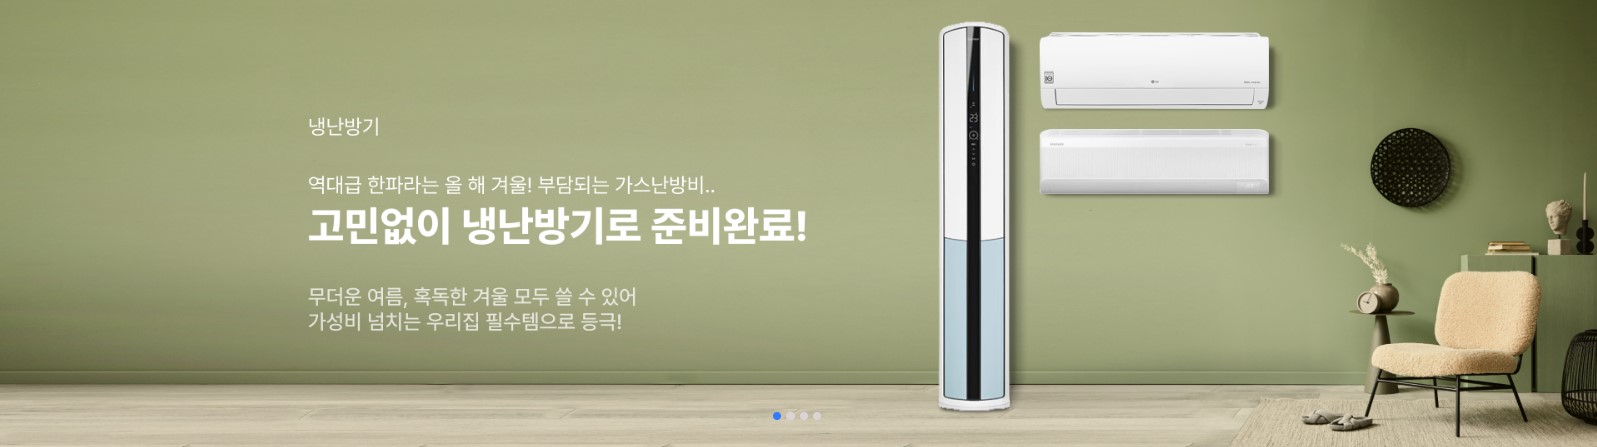 냉난방기
역대급 한파라는 올 해 겨울! 부담되는 가스난방비..
고민없이 냉난방기로 준비완료!
무더운 여름, 혹독한 겨울 모두 쓸 수 있어
가성비 넘치는 우리집 필수템으로 등극!
23
LG